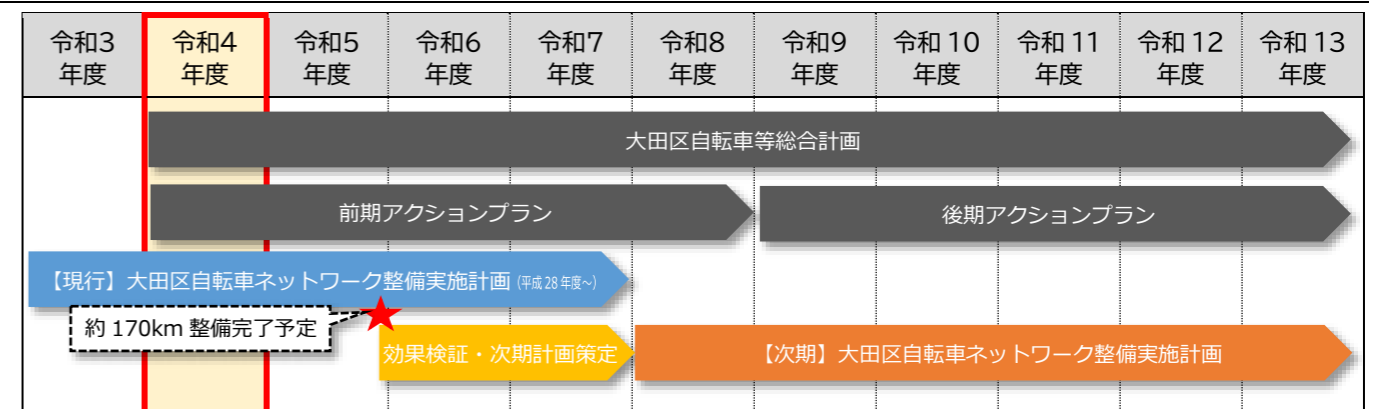 令和3 令和4 令和5 令和6 令和7 令和8 令和9 令和10 令和11 令和12 令和13
年度 年度 年度 年度 年度 年度 年度 年度 年度 年度 年度
大田区自転車等総合計画
前期アクションプラン 後期アクションプラン
【現行】大田区自転車ネットワーク整備実施計画(平成28年度~)
約170km整備完了予定
効果検証・次期計画策定 【次期】大田区自転車ネットワーク整備実施計画